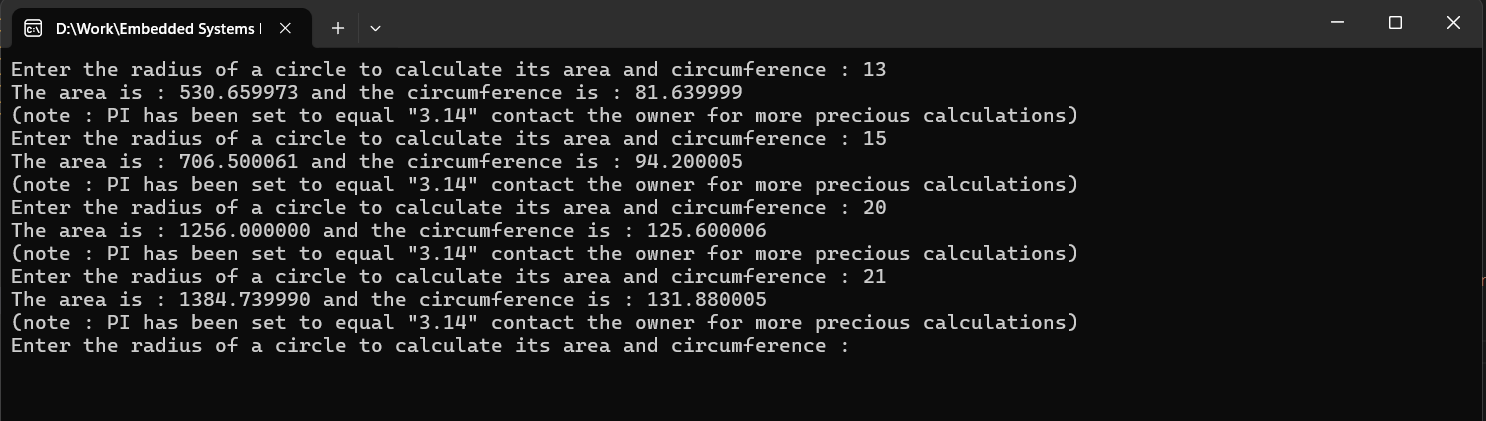 D:\Work\Embedded Systems
Enter the radius of a circle to calculate its area and circumference : 13
The area is : 530.659973 and the circumference is : 81.639999
(note : PI has been set to equal "3.14" contact the owner for more precious calculations)
Enter the radius of a circle to calculate its area and circumference : 15
The area is : 706.500061 and the circumference is : 94.200005
(note : PI has been set to equal "3.14" contact the owner for more precious calculations)
Enter the radius of a circle to calculate its area and circumference : 20
The area is : 1256.000000 and the circumference is : 125.600006
(note : PI has been set to equal "3.14" contact the owner for more precious calculations)
Enter the radius of a circle to calculate its area and circumference : 21
The area is : 1384.739990 and the circumference is : 131.880005
(note : PI has been set to equal "3.14" contact the owner for more precious calculations)
Enter the radius of a circle to calculate its area and circumference :